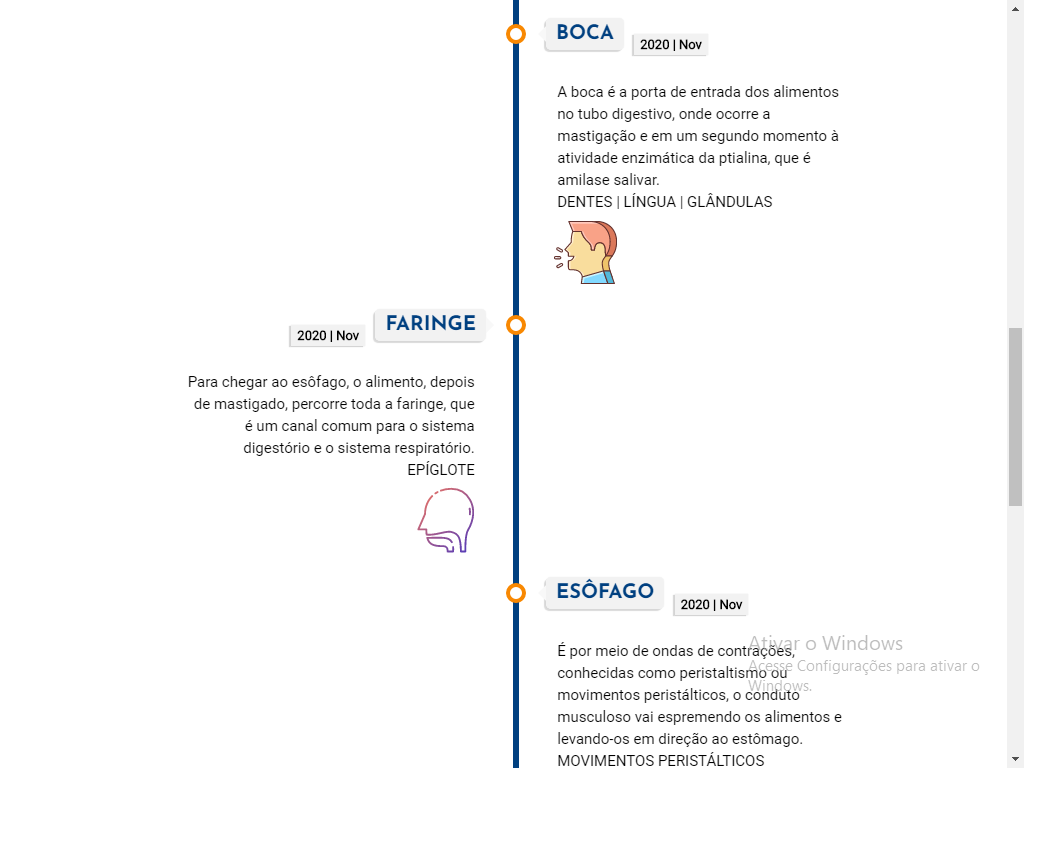 BOCA
2020 | Nov
A boca é a porta de entrada dos alimentos
no tubo digestivo, onde ocorre a
mastigação e em um segundo momento à
atividade enzimática da ptialina, que é
amilase salivar.
DENTES | LÍNGUA | GLÂNDULAS
FARINGE
2020 | Nov
Para chegar ao esôfago, o alimento, depois
de mastigado, percorre toda a faringe, que
é um canal comum para o sistema
digestório e o sistema respiratório.
EPÍGLOTE
ESÔFAGO
2020 | Nov
É por meio de ondas de contrações,
conhecidas como peristaltismo ou
movimentos peristálticos, o conduto
musculoso vai espremendo os alimentos e
levando-os em direção ao estômago.
MOVIMENTOS PERISTÁLTICOS
Ativar o Windows
Acesse Configurações para ativar o
Windows.